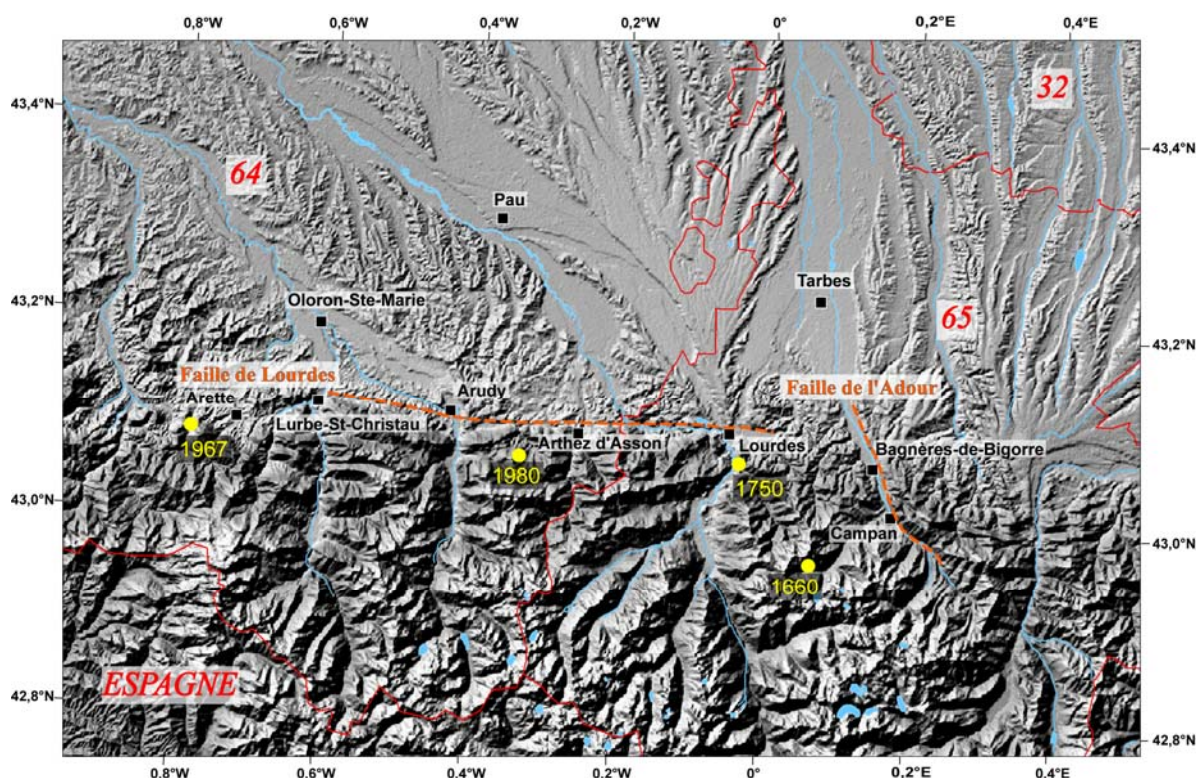 0,8°W
0,6°W
0,4°W
0,2°W
0°
0,2°E
0,4°E
43,4°N
32
43,4°N
64
Pau
Tarbes
43,2°N
Oloron-Ste-Marie
65
43,2°N
Faille de Lourdes
Arudy
Faille de l'Adour
Arette
Lurbe-St-Christau
Arthez d'Asson
Lourdes
Bagnères-de-Bigorre
1967
1980
1750
43,0°N
Campan
43,0°N
1660
ESPAGNE
42,8°N
42,8°N
0,8°W
0,6°W
0,4°W
0,2°W
0°
0,2°E
0,4°E